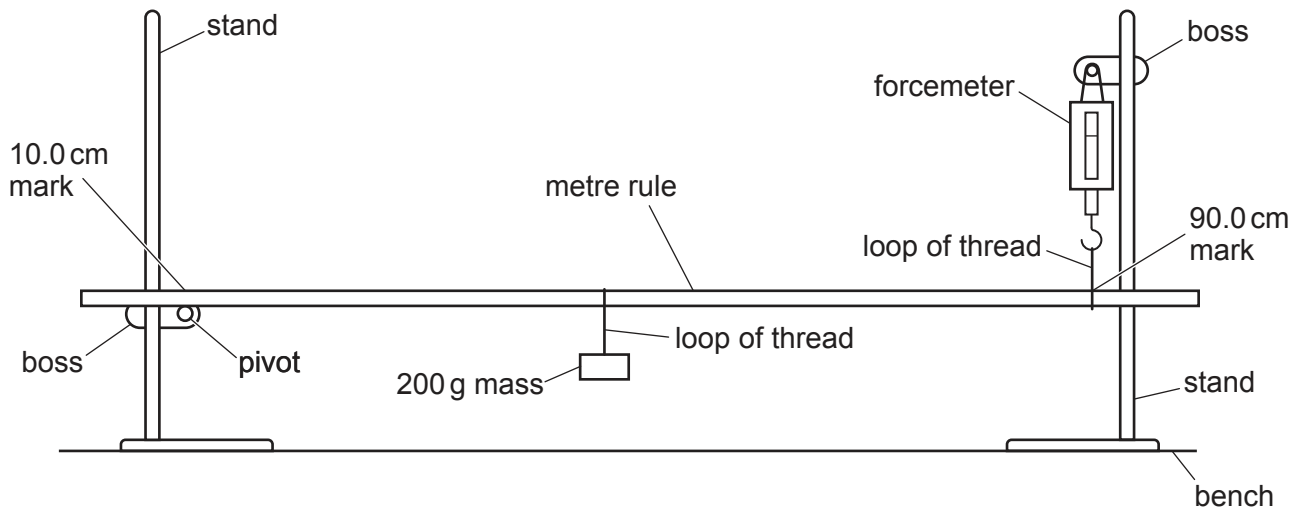 stand
boss
forcemeter
10.0 cm
mark
metre rule
90.0 cm
mark
loop of thread
loop of thread
boss
pivot
200 g mass
stand
bench